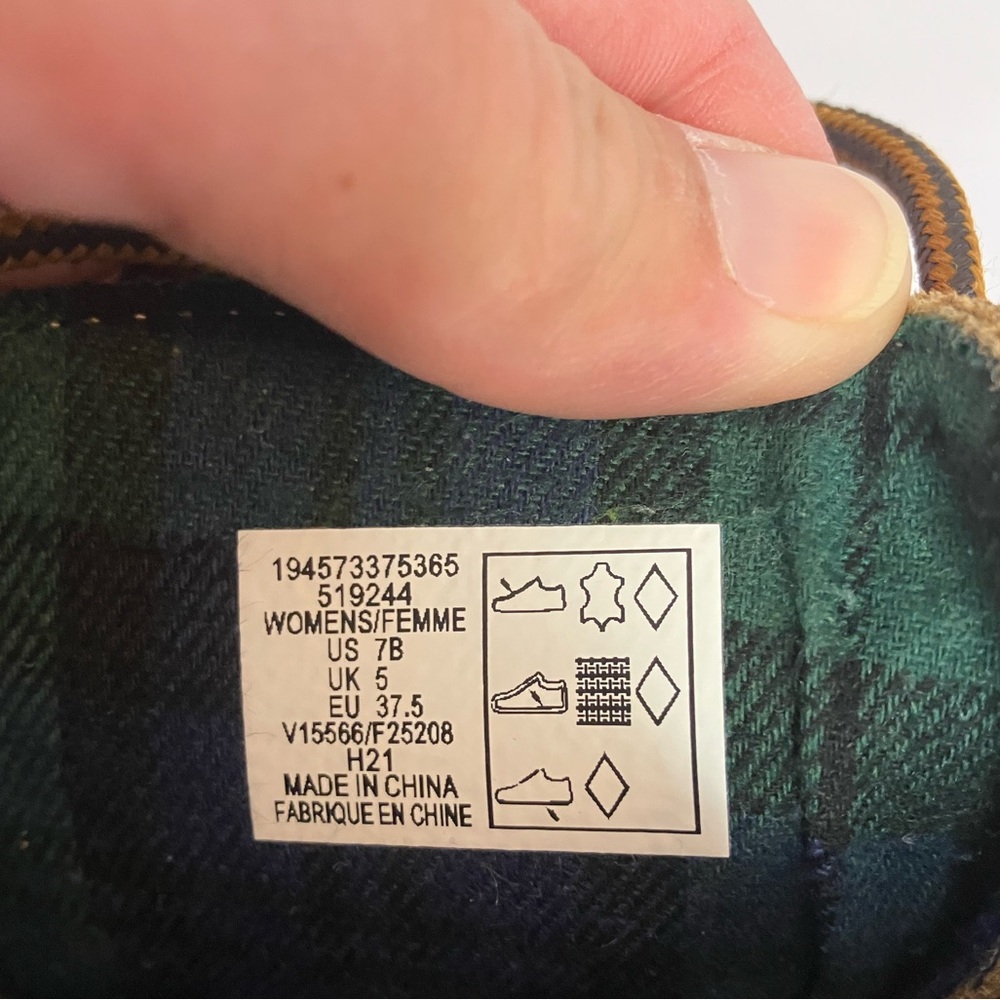 194573375365
519244
WOMENS/FEMME
US 7B
UK 5
EU 37.5
V15566/F25208
H21
MADE IN CHINA
FABRIQUE EN CHINE